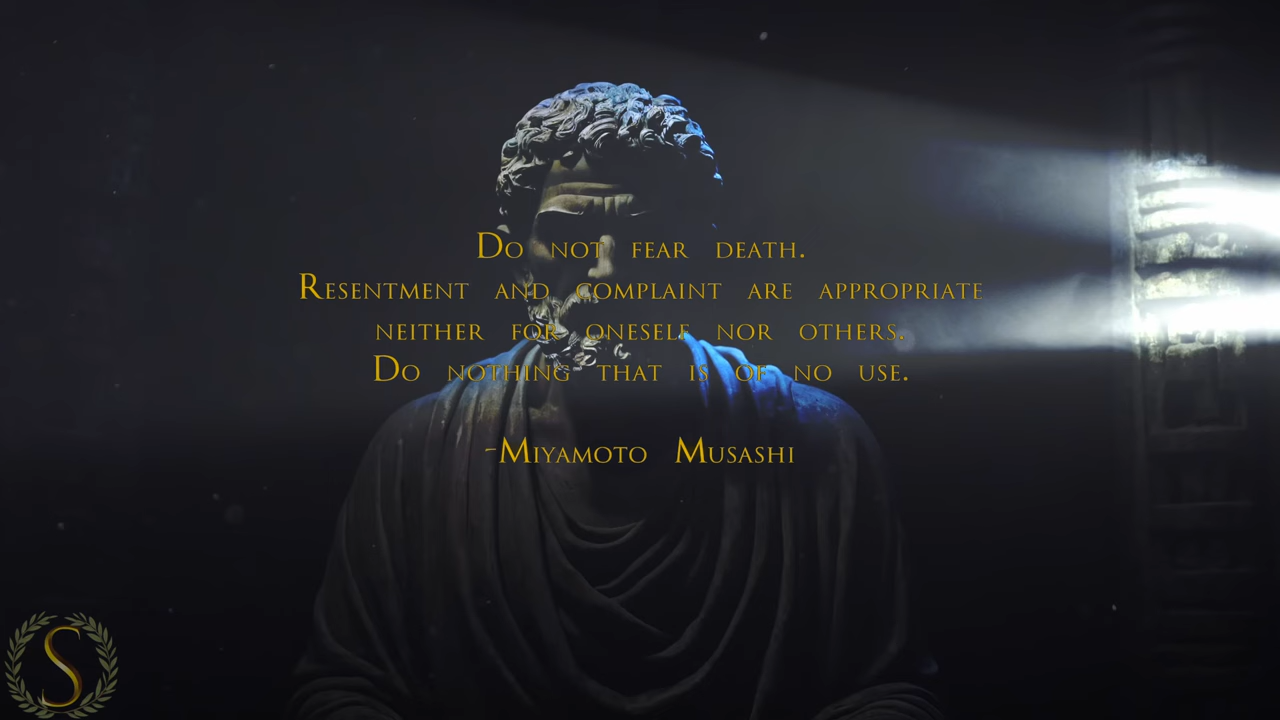 Do not fear death.
Resentment and complaint are appropriate
neither for oneself nor others.
Do nothing that is of no use.
-Miyamoto Musashi
S